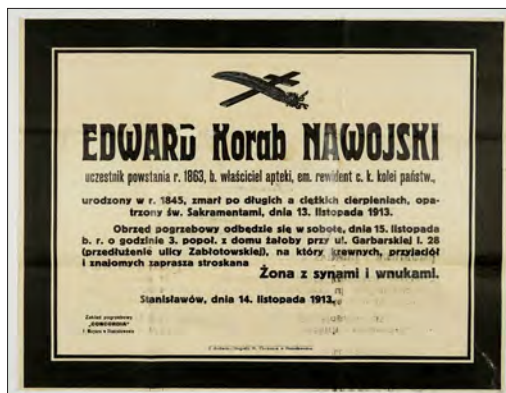 EDWARD Korab NAWOJSKI
uczestnik powstania r. 1863, b. właściciel apteki, em. rewident c. k. kolei państw.,
urodzony w r. 1845, zmarł po długich a ciężkich cierpieniach, opa-
trzony św. Sakramentami, dnia 13. listopada 1913.
Obrzęd pogrzebowy odbędzie się w sobotę, dnia 15. listopada
b. r. o godzinie 3. popoł. z domu żałoby przy ul. Garbarskiej l. 28
(przedłużenie ulicy Zabłotowskiej), na który krewnych, przyjaciół
i znajomych zaprasza stroskana
Żona z synami i wnukami.
Stanisławów, dnia 14. listopada 1913.
Zakład pogrzebowy
„CONCORDIA"